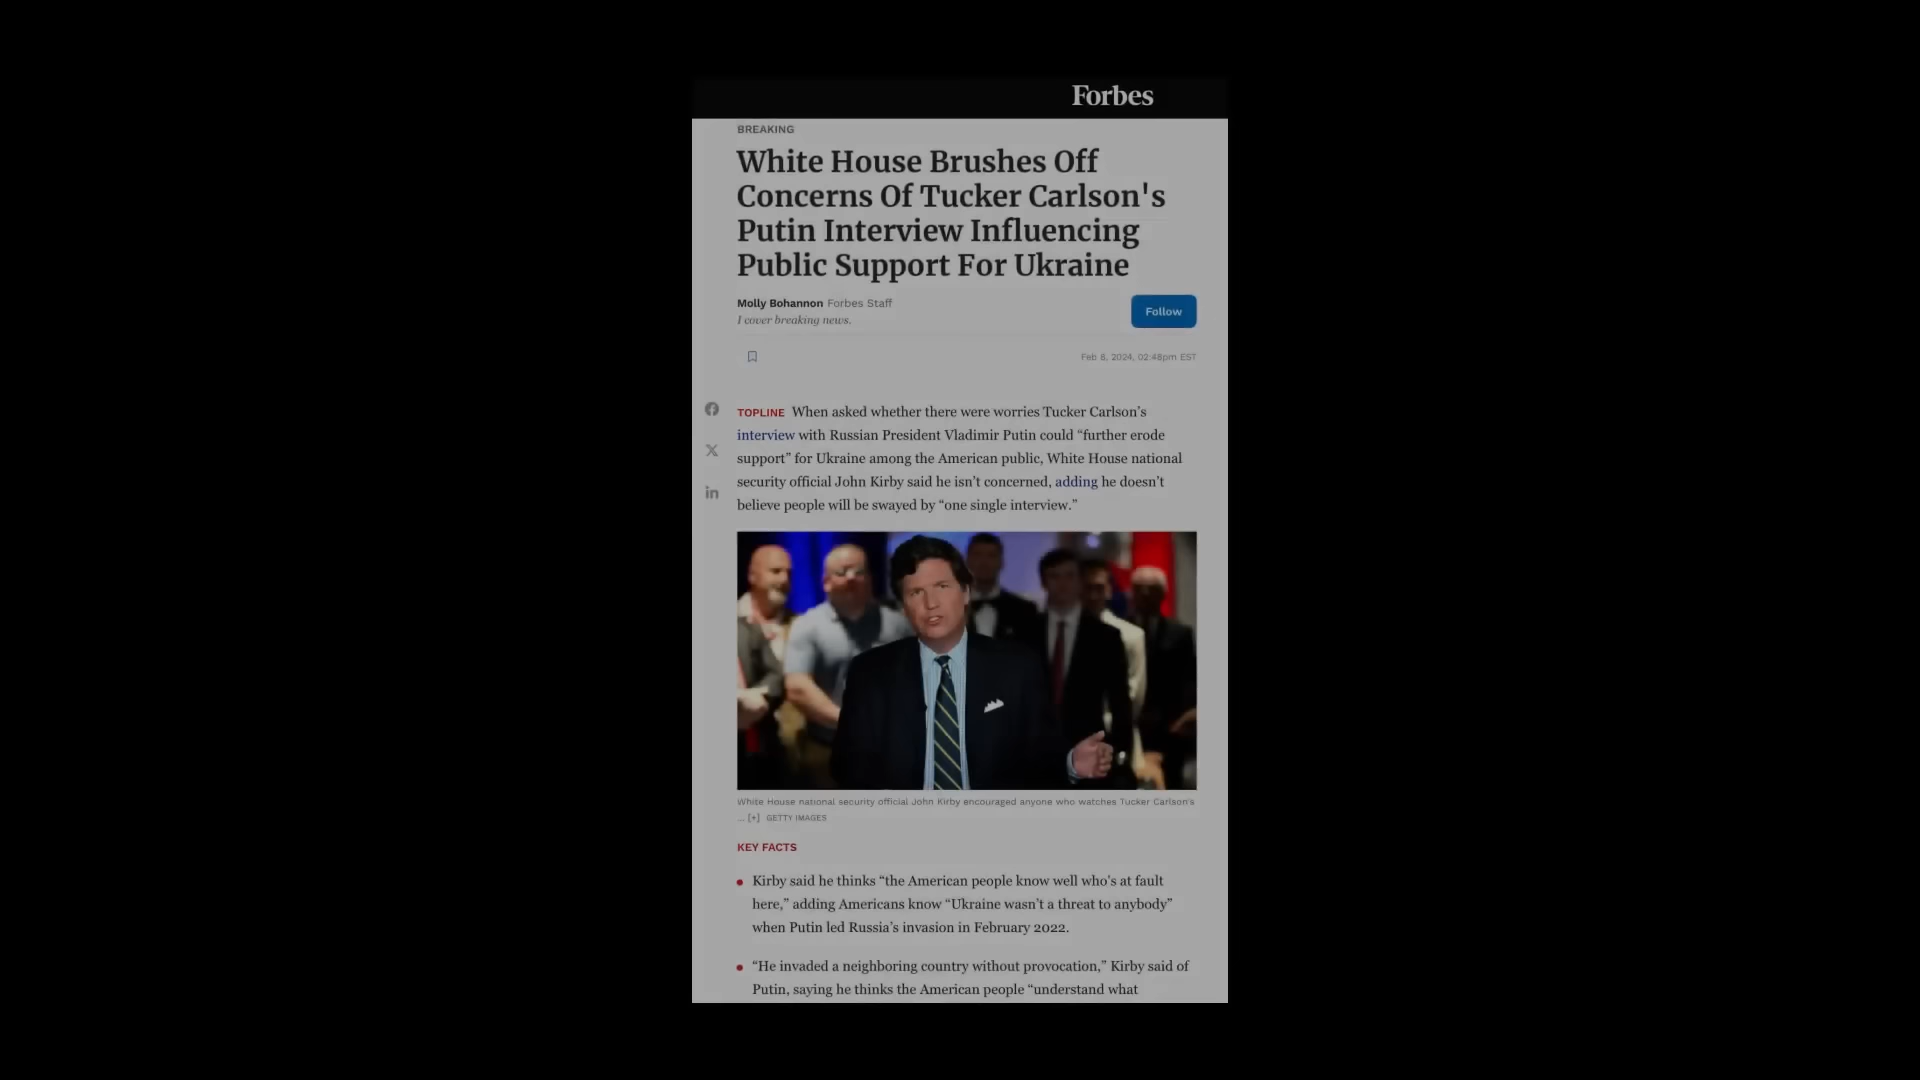 Forbes
BREAKING
White House Brushes Off
Concerns Of Tucker Carlson's
Putin Interview Influencing
Public Support For Ukraine
Molly Bohannon Forbes Staff
I cover breaking news.
Follow
Feb 8, 2024, 02:48pm EST
TOPLINE When asked whether there were worries Tucker Carlson’s
interview with Russian President Vladimir Putin could “further erode
support” for Ukraine among the American public, White House national
security official John Kirby said he isn’t concerned, adding he doesn’t
believe people will be swayed by “one single interview.”
White House national security official John Kirby encouraged anyone who watches Tucker Carlson's
... [+] GETTY IMAGES
KEY FACTS
Kirby said he thinks “the American people know well who’s at fault
here,” adding Americans know “Ukraine wasn’t a threat to anybody”
when Putin led Russia’s invasion in February 2022.
“He invaded a neighboring country without provocation,” Kirby said of
Putin, saying he thinks the American people “understand what